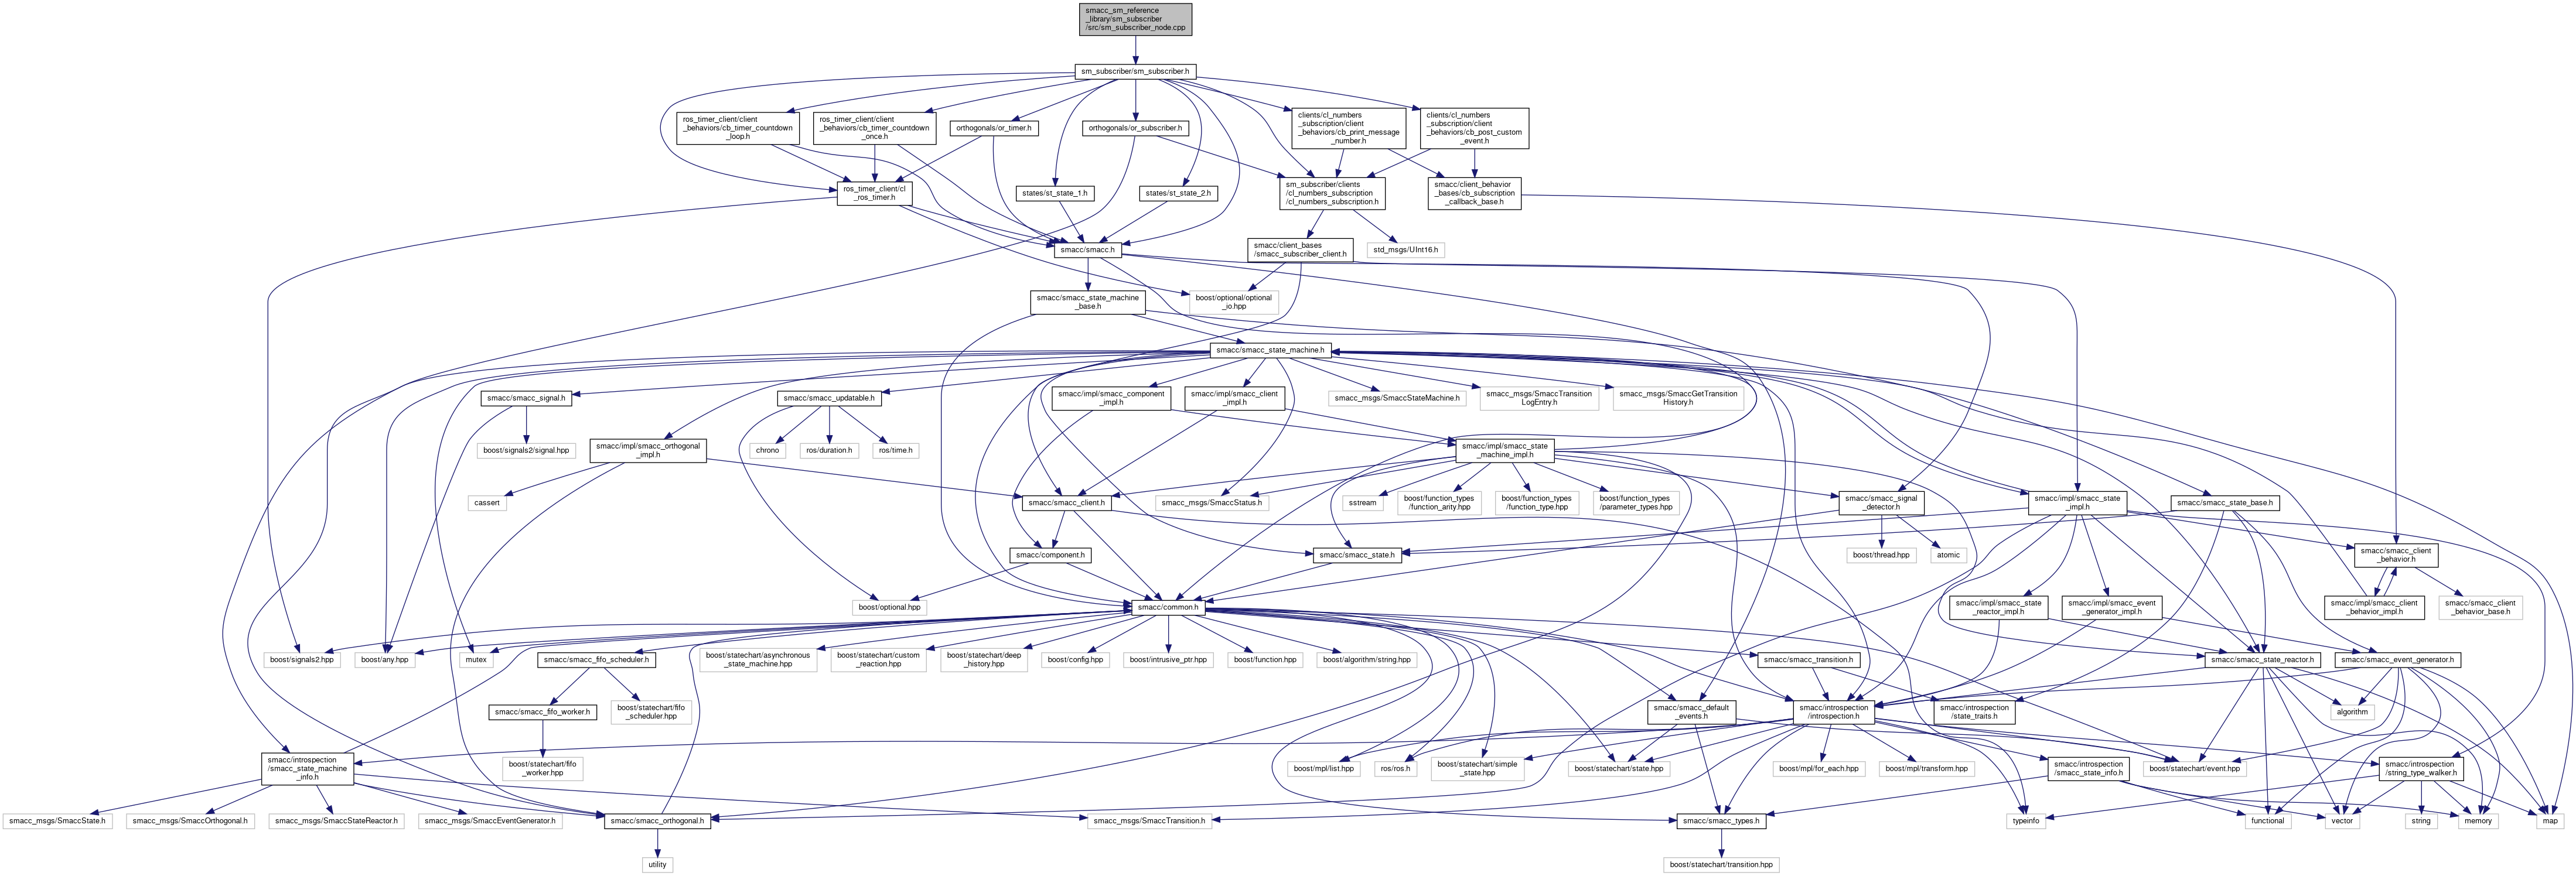 smacc_sm_reference
_library/sm_subscriber
/src/sm_subscriber_node.cpp
sm_subscriber/sm_subscriber.h
ros_timer_client/client
_behaviors/cb_timer_countdown
_loop.h
ros_timer_client/client
_behaviors/cb_timer_countdown
_once.h
orthogonals/or_timer.h
orthogonals/or_subscriber.h
clients/cl_numbers
_subscription/client
_behaviors/cb_print_message
_number.h
clients/cl_numbers
_subscription/client
_behaviors/cb_post_custom
_event.h
ros_timer_client/cl
_ros_timer.h
states/st_state_1.h
states/st_state_2.h
sm_subscriber/clients
/cl_numbers_subscription
/cl_numbers_subscription.h
smacc/client_behavior
_bases/cb_subscription
_callback_base.h
smacc/smacc.h
smacc/client_bases
/smacc_subscriber_client.h
std_msgs/UInt16.h
smacc/smacc_state_machine
_base.h
boost/optional/optional
_io.hpp
smacc/smacc_state_machine.h
smacc/smacc_signal.h
smacc/smacc_updatable.h
smacc/impl/smacc_component
_impl.h
smacc/impl/smacc_client
_impl.h
smacc_msgs/SmaccStateMachine.h
smacc_msgs/SmaccTransition
LogEntry.h
smacc_msgs/SmaccGetTransition
History.h
boost/signals2/signal.hpp
smacc/impl/smacc_orthogonal
_impl.h
chrono
ros/duration.h
ros/time.h
smacc/impl/smacc_state
_machine_impl.h
cassert
smacc/smacc_client.h
smacc_msgs/SmaccStatus.h
sstream
boost/function_types
/function_arity.hpp
boost/function_types
/function_type.hpp
boost/function_types
/parameter_types.hpp
smacc/smacc_signal
_detector.h
smacc/impl/smacc_state
_impl.h
smacc/smacc_state_base.h
smacc/component.h
smacc/smacc_state.h
boost/thread.hpp
atomic
smacc/smacc_client
_behavior.h
boost/optional.hpp
smacc/common.h
smacc/impl/smacc_state
_reactor_impl.h
smacc/impl/smacc_event
_generator_impl.h
smacc/impl/smacc_client
_behavior_impl.h
smacc/smacc_client
_behavior_base.h
boost/signals2.hpp
boost/any.hpp
mutex
smacc/smacc_fifo_scheduler.h
boost/statechart/asynchronous
_state_machine.hpp
boost/statechart/custom
_reaction.hpp
boost/statechart/deep
_history.hpp
boost/config.hpp
boost/intrusive_ptr.hpp
boost/function.hpp
boost/algorithm/string.hpp
smacc/smacc_transition.h
smacc/smacc_state_reactor.h
smacc/smacc_event_generator.h
smacc/smacc_fifo_worker.h
boost/statechart/fifo
_scheduler.hpp
smacc/smacc_default
_events.h
smacc/introspection
/introspection.h
smacc/introspection
/state_traits.h
algorithm
smacc/introspection
/smacc_state_machine
_info.h
boost/statechart/fifo
_worker.hpp
boost/mpl/list.hpp
ros/ros.h
boost/statechart/simple
_state.hpp
boost/statechart/state.hpp
boost/mpl/for_each.hpp
boost/mpl/transform.hpp
smacc/introspection
/smacc_state_info.h
boost/statechart/event.hpp
smacc/introspection
/string_type_walker.h
smacc_msgs/SmaccState.h
smacc_msgs/SmaccOrthogonal.h
smacc_msgs/SmaccStateReactor.h
smacc_msgs/SmaccEventGenerator.h
smacc/smacc_orthogonal.h
smacc_msgs/SmaccTransition.h
smacc/smacc_types.h
typeinfo
functional
vector
string
memory
map
utility
boost/statechart/transition.hpp